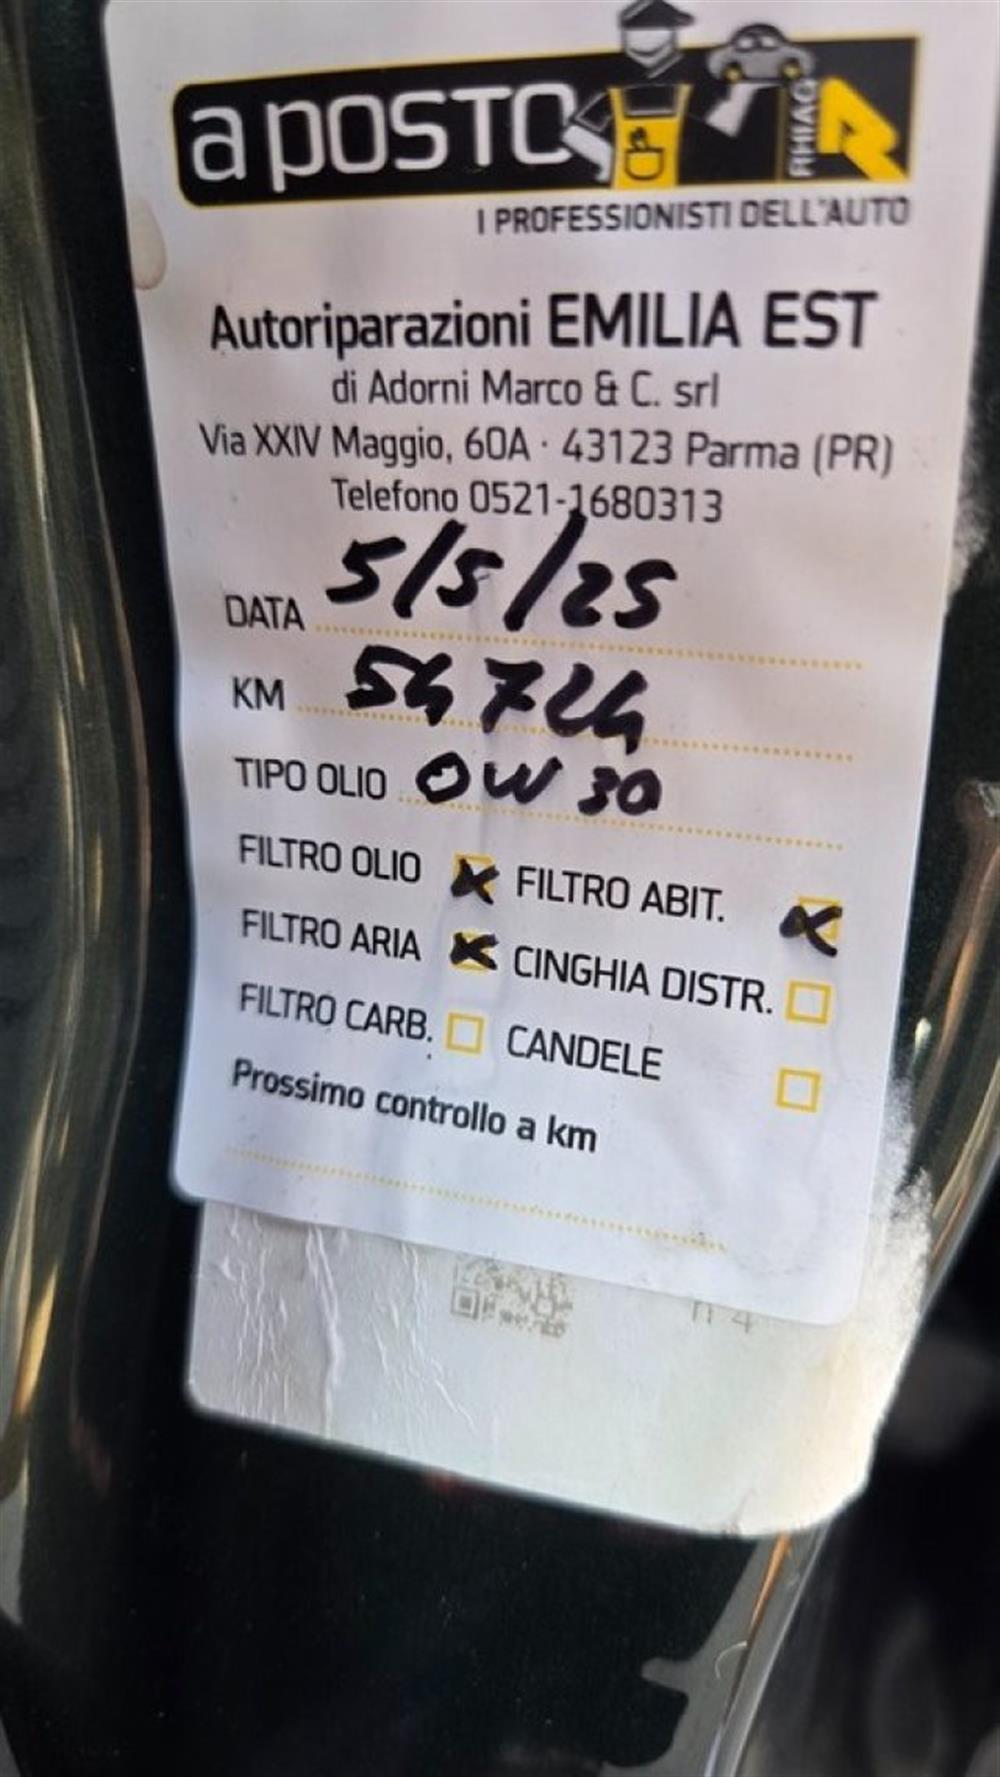 a POSTO
RHIAG
I PROFESSIONISTI DELL'AUTO
Autoriparazioni EMILIA EST
di Adorni Marco & C. srl
Via XXIV Maggio, 60A · 43123 Parma (PR)
Telefono 0521-1680313
DATA 5/5/25
KM 54724
TIPO OLIO 0W30
FILTRO OLIO FILTRO ABIT.
FILTRO ARIA CINGHIA DISTR.
FILTRO CARB. CANDELE
Prossimo controllo a km